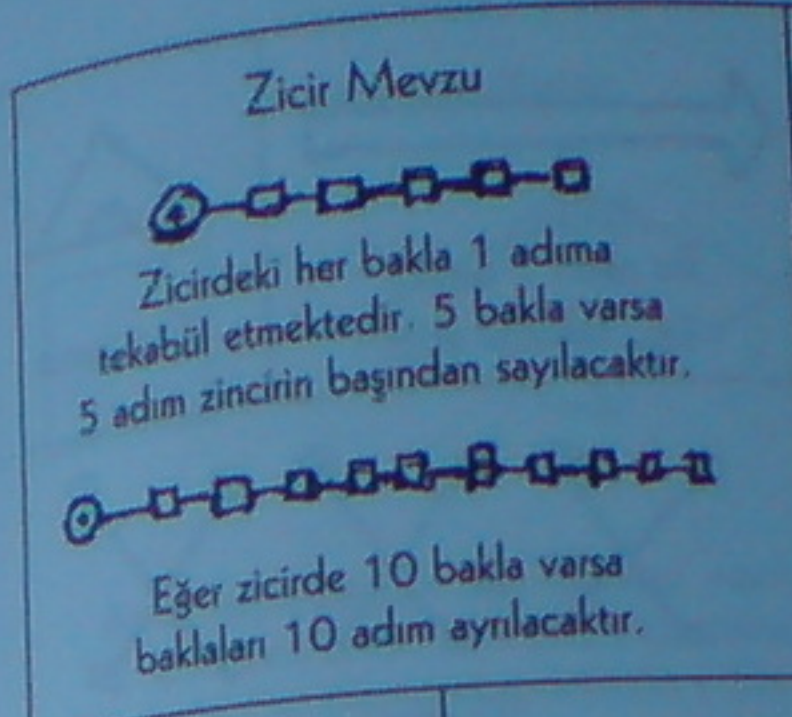 Zicir Mevzu
Zicirdeki her bakla 1 adıma
tekabül etmektedir. 5 bakla varsa
5 adım zincirin başından sayılacaktır.
Eğer zicirde 10 bakla varsa
baklaları 10 adım ayrılacaktır.